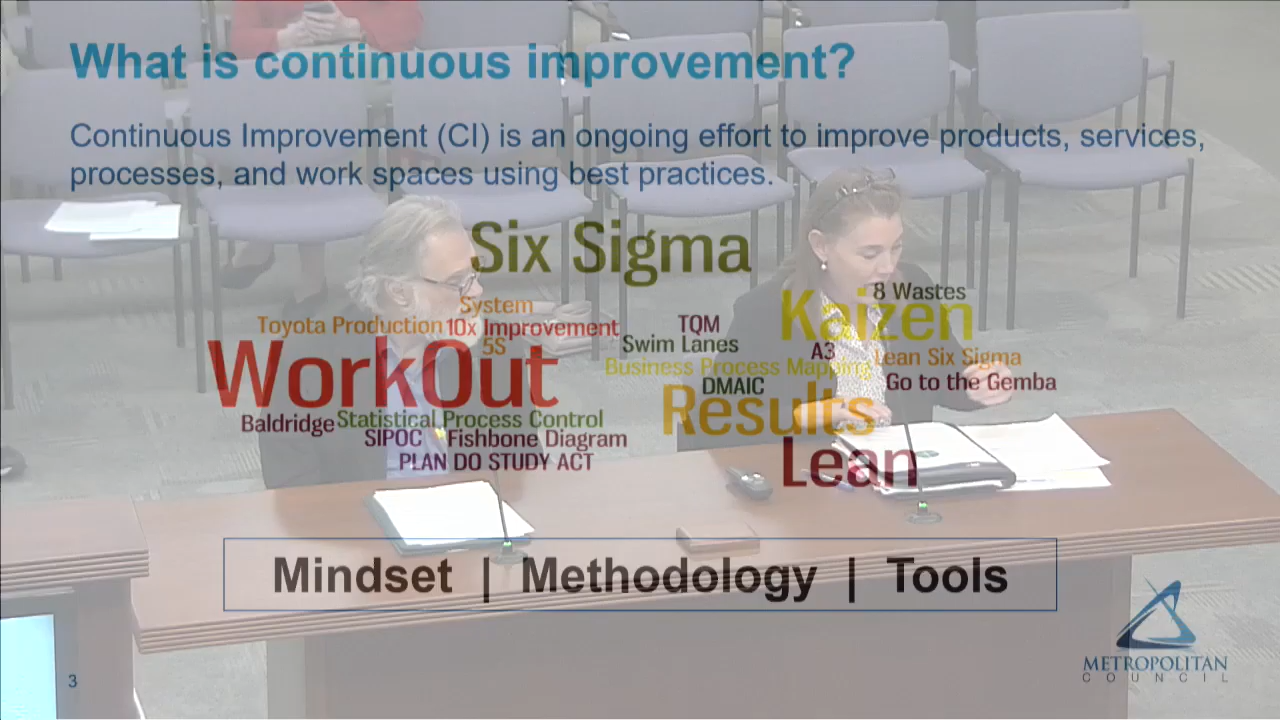 What is continuous improvement?
Continuous Improvement (CI) is an ongoing effort to improve products, services,
processes, and work spaces using best practices.
Six Sigma
8 Wastes
System
Kaizen
Toyota Production
10x Improvement
TQM
5S
Swim Lanes
A3
Lean Six Sigma
WorkOut
Business Process Mapping
DMAIC
Go to the Gemba
Results
Baldridge
Statistical Process Control
SIPOC
Fishbone Diagram
PLAN DO STUDY ACT
Lean
Mindset | Methodology | Tools
METROPOLITAN
COUNCIL
3